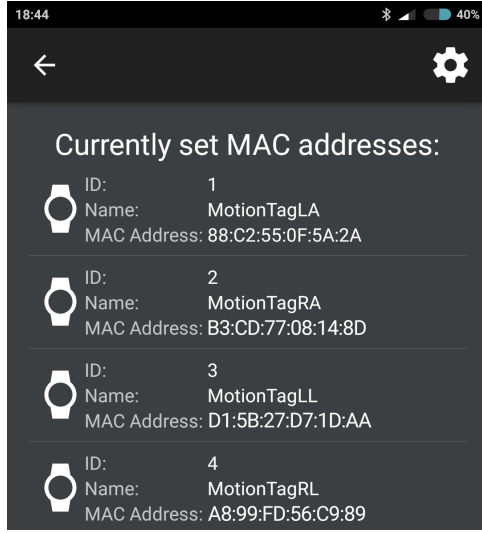 18:44 40%
Currently set MAC addresses:
ID: 1
Name: MotionTagLA
MAC Address: 88:C2:55:0F:5A:2A
ID: 2
Name: MotionTagRA
MAC Address: B3:CD:77:08:14:8D
ID: 3
Name: MotionTagLL
MAC Address: D1:5B:27:D7:1D:AA
ID: 4
Name: MotionTagRL
MAC Address: A8:99:FD:56:C9:89